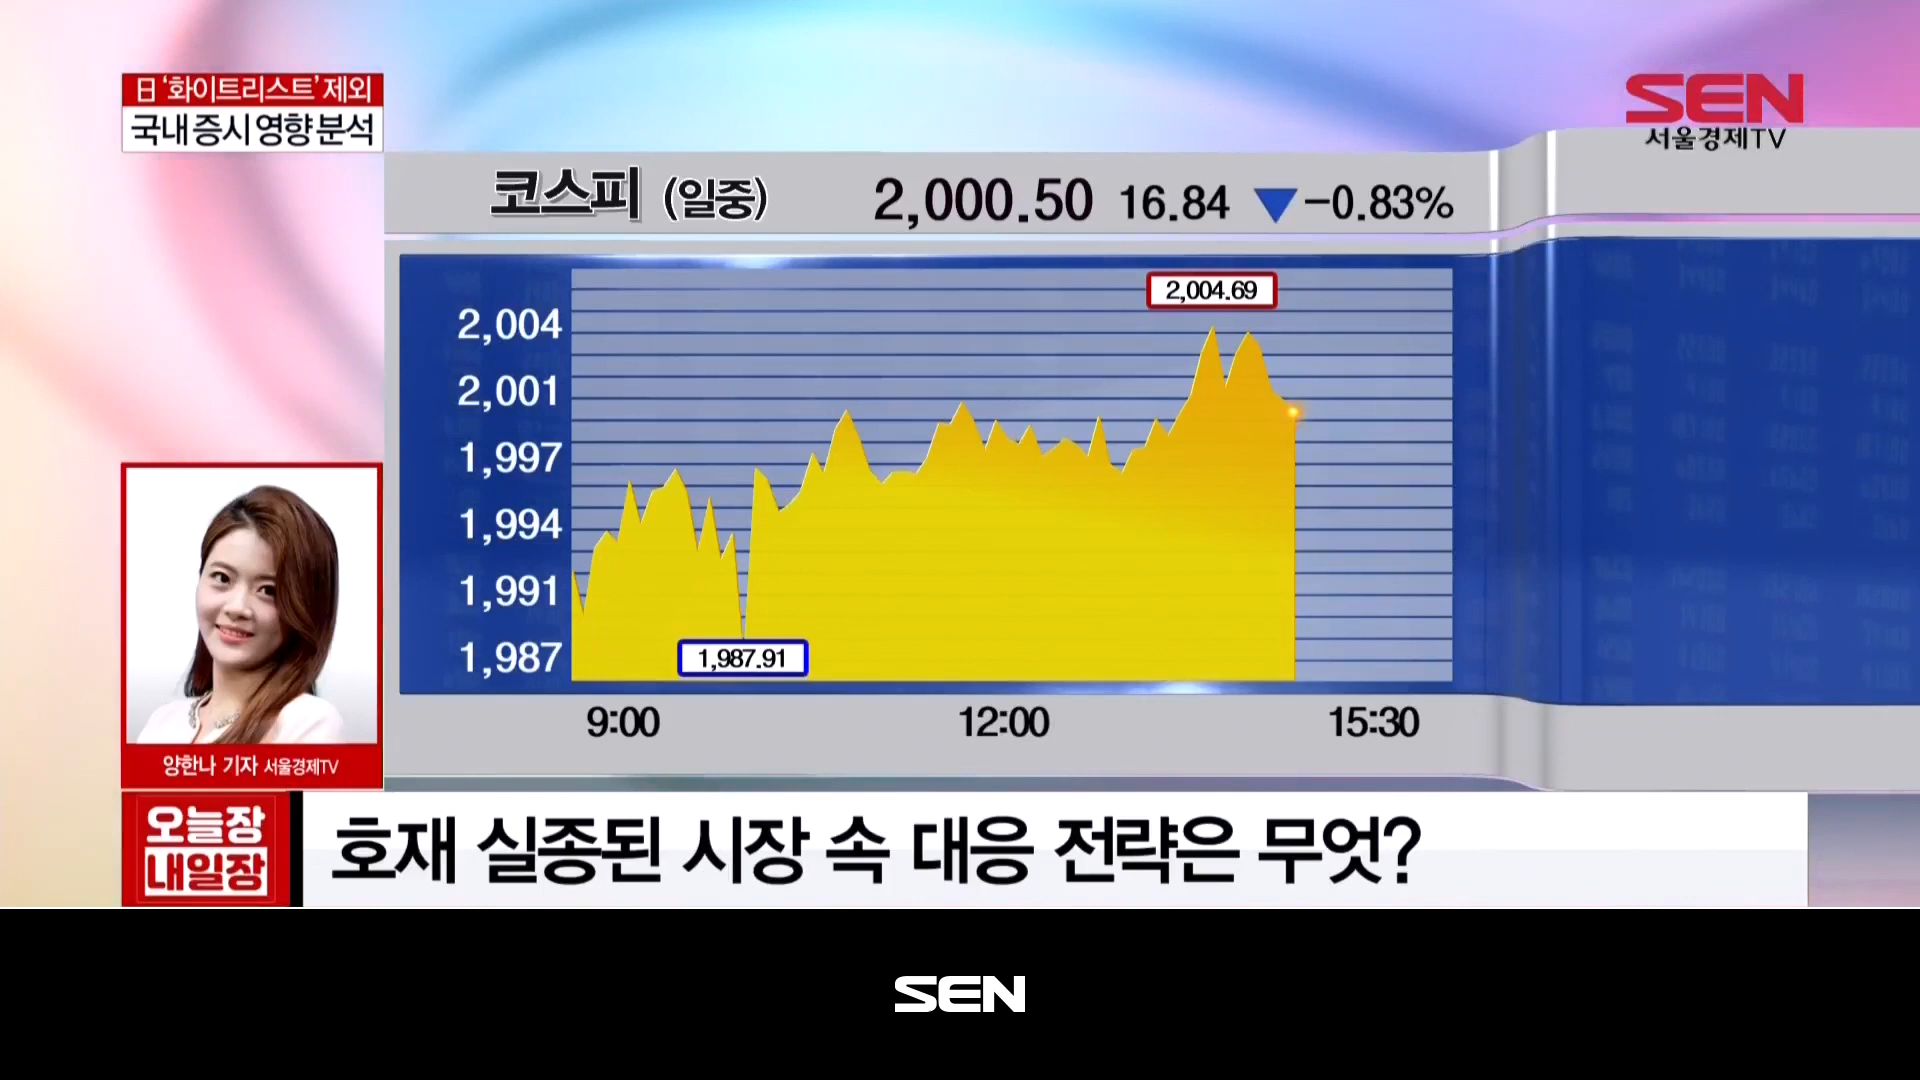 日 ‘화이트리스트’ 제외
국내 증시 영향 분석
SEN
서울경제TV
코스피 (일중) 2,000.50 16.84 ▼-0.83%
2,004.69
2,004
2,001
1,997
1,994
1,991
1,987
1,987.91
9:00 12:00 15:30
양한나 기자 서울경제TV
오늘장
내일장
호재 실종된 시장 속 대응 전략은 무엇?
SEN